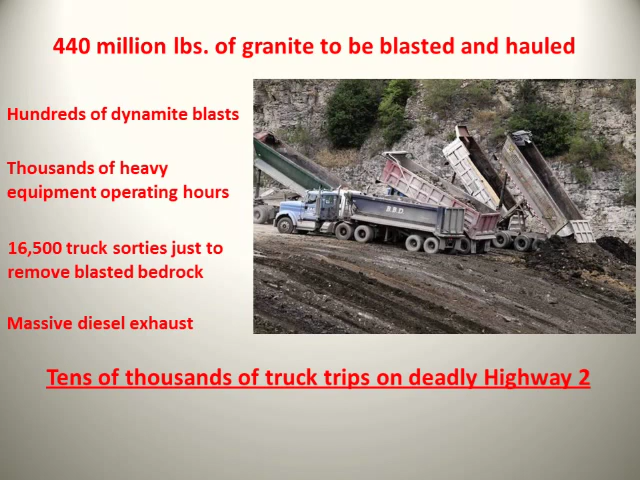 440 million lbs. of granite to be blasted and hauled
Hundreds of dynamite blasts
Thousands of heavy
equipment operating hours
16,500 truck sorties just to
remove blasted bedrock
Massive diesel exhaust
Tens of thousands of truck trips on deadly Highway 2